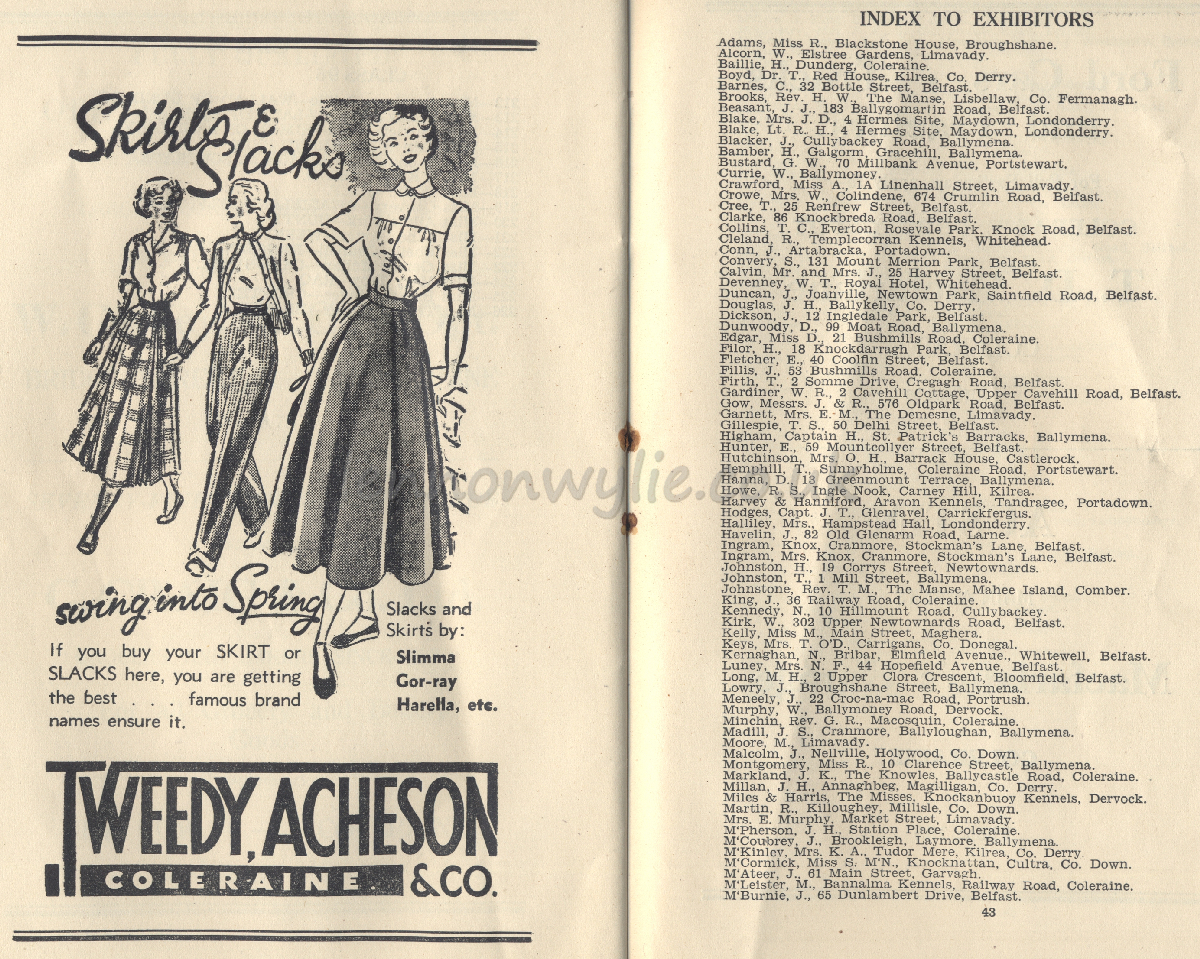 Skirts &
Slacks
swing into Spring
If you buy your SKIRT or
SLACKS here, you are getting
the best . . . famous brand
names ensure it.
Slacks and
Skirts by:
Slimma
Gor-ray
Harella, etc.
TWEEDY, ACHESON
COLERAINE. & CO.
INDEX TO EXHIBITORS
Adams, Miss R., Blackstone House, Broughshane.
Alcorn, W., Elstree Gardens, Limavady.
Baillie, H., Dunderg, Coleraine.
Boyd, Dr. T., Red House, Kilrea, Co. Derry.
Barnes, C., 32 Bottle Street, Belfast.
Brooks, Rev. H. W., The Manse, Lisbellaw, Co. Fermanagh.
Beasant, J. J., 183 Ballygomartin Road, Belfast.
Blake, Mrs. J. D., 4 Hermes Site, Maydown, Londonderry.
Blake, Lt. R. H., 4 Hermes Site, Maydown, Londonderry.
Blacker, J., Cullybackey Road, Ballymena.
Bamber, H., Galgorm, Gracehill, Ballymena.
Bustard, G. W., 70 Millbank Avenue, Portstewart.
Currie, W., Ballymoney.
Crawford, Miss A., 1A Linenhall Street, Limavady.
Crowe, Mrs. W., Colindene, 674 Crumlin Road, Belfast.
Cree, T., 25 Renfrew Street, Belfast.
Clarke, 86 Knockbreda Road, Belfast.
Collins, T. C., Everton, Rosevale Park, Knock Road, Belfast.
Cleland, R., Templecorran Kennels, Whitehead.
Conn, J., Artabracka, Portadown.
Convery, S., 131 Mount Merrion Park, Belfast.
Calvin, Mr. and Mrs. J., 25 Harvey Street, Belfast.
Devenney, W. T., Royal Hotel, Whitehead.
Duncan, J., Joanville, Newtown Park, Saintfield Road, Belfast.
Douglas, J. H., Ballykelly, Co. Derry.
Dickson, J., 12 Ingledale Park, Belfast.
Dunwoody, D., 99 Moat Road, Ballymena.
Edgar, Miss D., 21 Bushmills Road, Coleraine.
Filor, H., 18 Knockdarragh Park, Belfast.
Fletcher, E., 40 Coolfin Street, Belfast.
Fillis, J., 53 Bushmills Road, Coleraine.
Firth, T., 2 Somme Drive, Cregagh Road, Belfast.
Gardiner, W. R., 2 Cavehill Cottage, Upper Cavehill Road, Belfast.
Gow, Messrs. J. & R., 576 Oldpark Road, Belfast.
Garnett, Mrs. E. M., The Demesne, Limavady.
Gillespie, T. S., 50 Delhi Street, Belfast.
Higham, Captain H., St. Patrick's Barracks, Ballymena.
Hunter, E., 59 Mountcollyer Street, Belfast.
Hutchinson, Mrs. O. H., Barrack House, Castlerock.
Hemphill, T., Sunnyholme, Coleraine Road, Portstewart.
Hanna, D., 13 Greenmount Terrace, Ballymena.
Howe, R. S., Ingle Nook, Carney Hill, Kilrea.
Harvey & Hanniford, Aravon Kennels, Tandragee, Portadown.
Hodges, Capt. J. T., Glenravel, Carrickfergus.
Halliley, Mrs., Hampstead Hall, Londonderry.
Havelin, J., 82 Old Glenarm Road, Larne.
Ingram, Knox, Cranmore, Stockman's Lane, Belfast.
Ingram, Mrs. Knox, Cranmore, Stockman's Lane, Belfast.
Johnston, H., 19 Corrys Street, Newtownards.
Johnston, T., 1 Mill Street, Ballymena.
Johnstone, Rev. T. M., The Manse, Mahee Island, Comber.
King, J., 36 Railway Road, Coleraine.
Kennedy, N., 10 Hillmount Road, Cullybackey.
Kirk, W., 302 Upper Newtownards Road, Belfast.
Kelly, Miss M., Main Street, Maghera.
Keys, Mrs. T. O'D., Carrigans, Co. Donegal.
Kernaghan, N., Bribar, Elmfield Avenue., Whitewell, Belfast.
Luney, Mrs. N. F., 44 Hopefield Avenue, Belfast.
Long, M. H., 2 Upper Clora Crescent, Bloomfield, Belfast.
Lowry, J., Broughshane Street, Ballymena.
Meneely, J., 22 Croc-na-mac Road, Portrush.
Murphy, W., Ballymoney Road, Dervock.
Minchin, Rev. G. R., Macosquin, Coleraine.
Madill, J. S., Cranmore, Ballyloughan, Ballymena.
Moore, M., Limavady.
Malcolm, J., Neilville, Holywood, Co. Down.
Montgomery, Miss R., 10 Clarence Street, Ballymena.
Markland, J. K., The Knowles, Ballycastle Road, Coleraine.
Millan, J. H., Annaghbeg, Magilligan, Co. Derry.
Miles & Harris, The Misses, Knockanbuoy Kennels, Dervock.
Martin, R., Killoughey, Millisle, Co. Down.
Mrs. E. Murphy, Market Street, Limavady.
M'Pherson, J. H., Station Place, Coleraine.
M'Coubrey, J., Brookleigh, Laymore, Ballymena.
M'Kinley, Mrs. K. A., Tudor Mere, Kilrea, Co. Derry
M'Cormick, Miss S. M'N., Knocknattan, Cultra, Co. Down.
M'Ateer, J., 61 Main Street, Garvagh.
M'Leister, M., Bannalma Kennels, Railway Road, Coleraine.
M'Burnie, J., 65 Dunlambert Drive, Belfast.
43